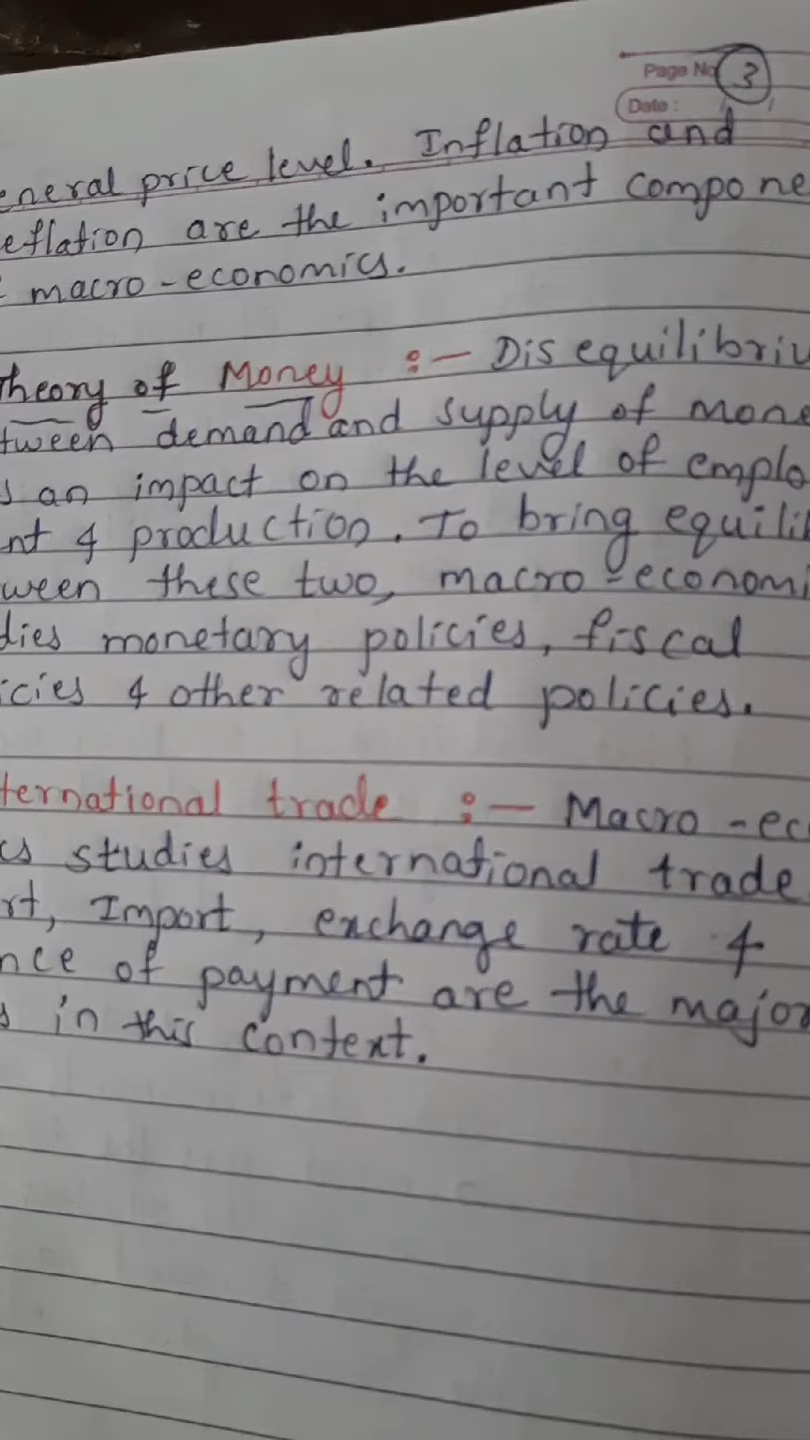 Page No 3
Date :
eneral price level. Inflation and
eflation are the important compone
macro-economics.
Theory of Money :- Disequilibriu
tween demand and supply of mone
s an impact on the level of emplo
nt & production. To bring equilib
ween these two, macro-economi
dies monetary policies, fiscal
icies & other related policies.
ternational trade :- Macro-ec
cs studies international trade
rt, Import, exchange rate &
nce of payment are the major
s in this context.